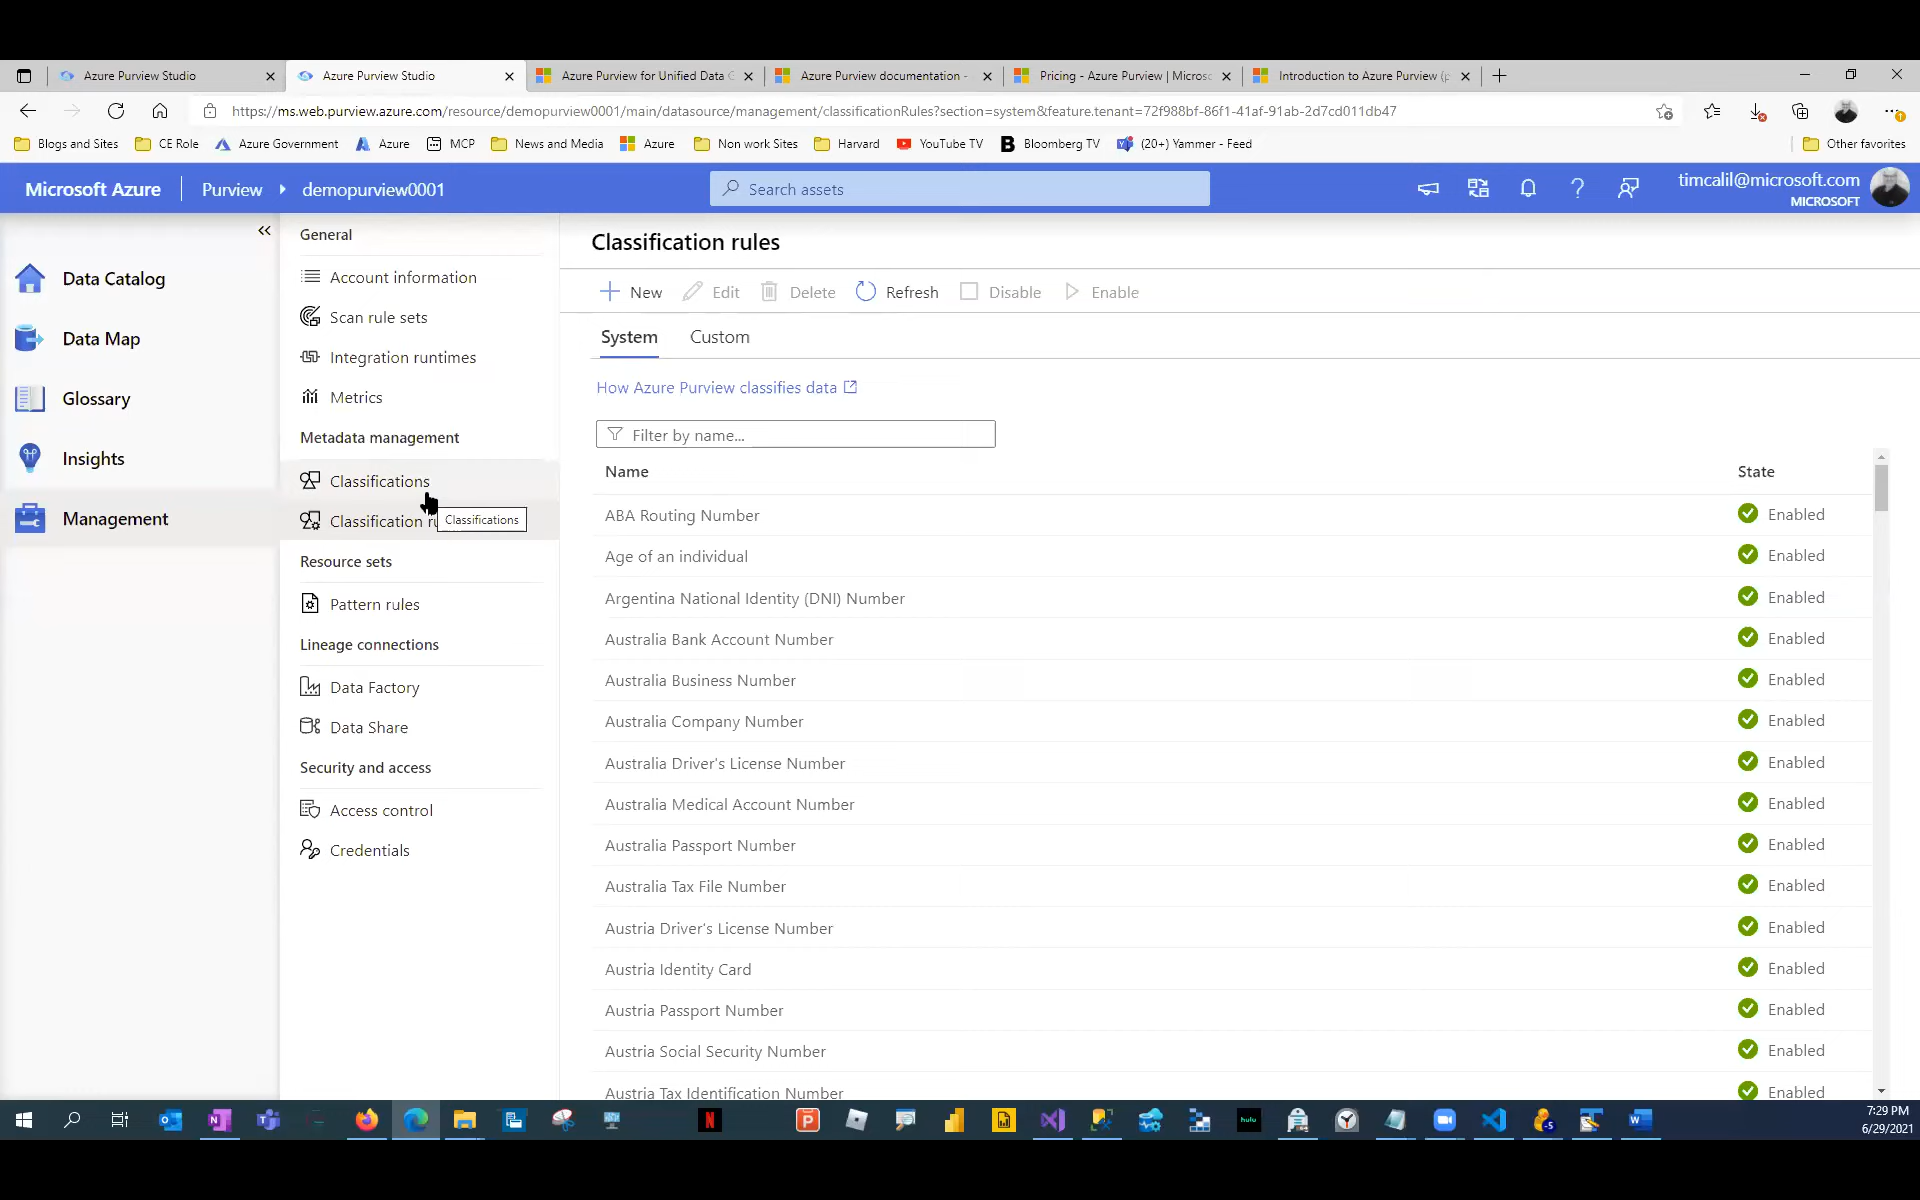 Azure Purview Studio
Azure Purview Studio
Azure Purview for Unified Data G
Azure Purview documentation -
Pricing - Azure Purview | Microso
Introduction to Azure Purview (p
https://ms.web.purview.azure.com/resource/demopurview0001/main/datasource/management/classificationRules?section=system&feature.tenant=72f988bf-86f1-41af-91ab-2d7cd011db47
Blogs and Sites
CE Role
Azure Government
Azure
MCP
News and Media
Azure
Non work Sites
Harvard
YouTube TV
Bloomberg TV
(20+) Yammer - Feed
Other favorites
Microsoft Azure
Purview
demopurview0001
Search assets
timcalil@microsoft.com
MICROSOFT
Data Catalog
Data Map
Glossary
Insights
Management
General
Account information
Scan rule sets
Integration runtimes
Metrics
Metadata management
Classifications
Classification ru
Classifications
Resource sets
Pattern rules
Lineage connections
Data Factory
Data Share
Security and access
Access control
Credentials
Classification rules
New
Edit
Delete
Refresh
Disable
Enable
System
Custom
How Azure Purview classifies data
Filter by name...
Name State
ABA Routing Number Enabled
Age of an individual Enabled
Argentina National Identity (DNI) Number Enabled
Australia Bank Account Number Enabled
Australia Business Number Enabled
Australia Company Number Enabled
Australia Driver's License Number Enabled
Australia Medical Account Number Enabled
Australia Passport Number Enabled
Australia Tax File Number Enabled
Austria Driver's License Number Enabled
Austria Identity Card Enabled
Austria Passport Number Enabled
Austria Social Security Number Enabled
Austria Tax Identification Number Enabled
hulu
7:29 PM
6/29/2021